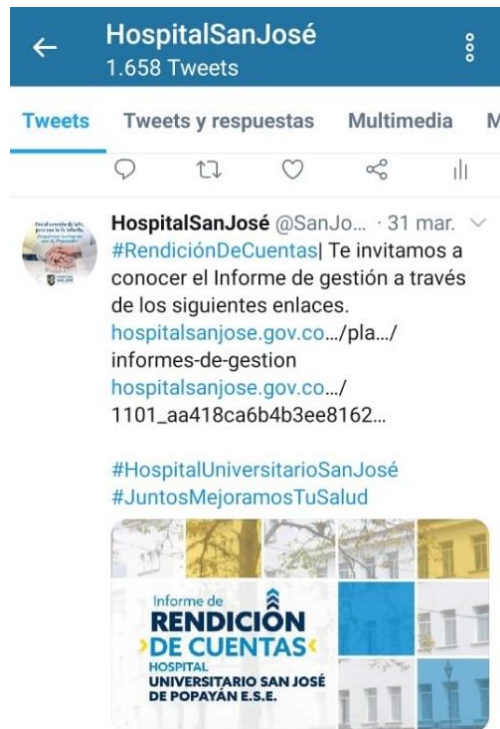 HospitalSanJosé
1.658 Tweets
Tweets
Tweets y respuestas
Multimedia
M
HospitalSanJosé @SanJo... · 31 mar.
#RendiciónDeCuentas| Te invitamos a
conocer el Informe de gestión a través
de los siguientes enlaces.
hospitalsanjose.gov.co.../pla.../
informes-de-gestion
hospitalsanjose.gov.co.../
1101_aa418ca6b4b3ee8162...
#HospitalUniversitarioSanJosé
#JuntosMejoramosTuSalud
Informe de
RENDICIÓN
DE CUENTAS
HOSPITAL
UNIVERSITARIO SAN JOSÉ
DE POPAYÁN E.S.E.